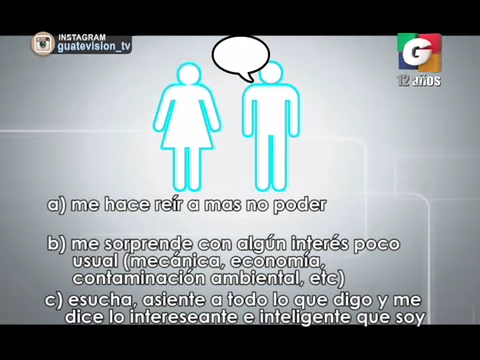 INSTAGRAM
guatevision_tv
G
12 años
a) me hace reír a mas no poder
b) me sorprende con algún interés poco
usual (mecánica, economía,
contaminación ambiental, etc)
c) esucha, asiente a todo lo que digo y me
dice lo intereseante e inteligente que soy